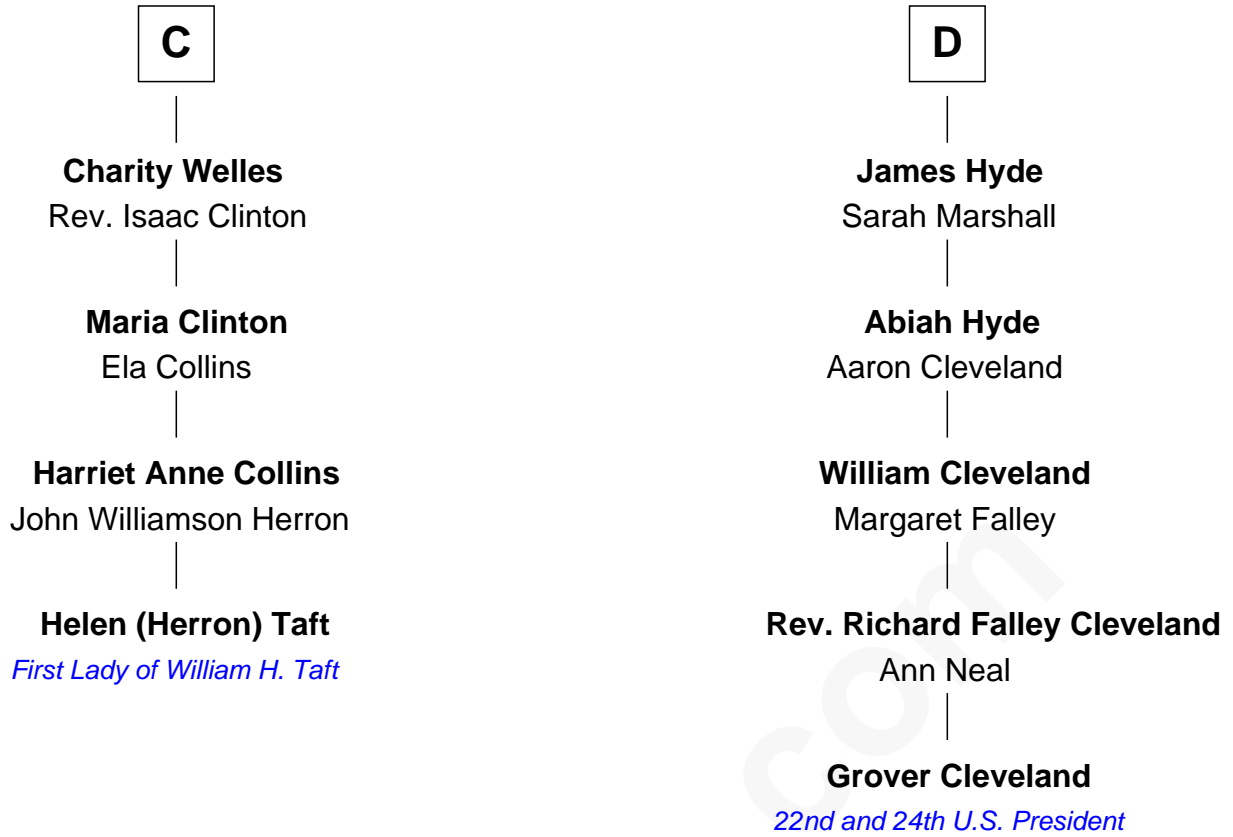 C
Charity Welles
Rev. Isaac Clinton
Maria Clinton
Ela Collins
Harriet Anne Collins
John Williamson Herron
Helen (Herron) Taft
First Lady of William H. Taft
D
James Hyde
Sarah Marshall
Abiah Hyde
Aaron Cleveland
William Cleveland
Margaret Falley
Rev. Richard Falley Cleveland
Ann Neal
Grover Cleveland
22nd and 24th U.S. President
com